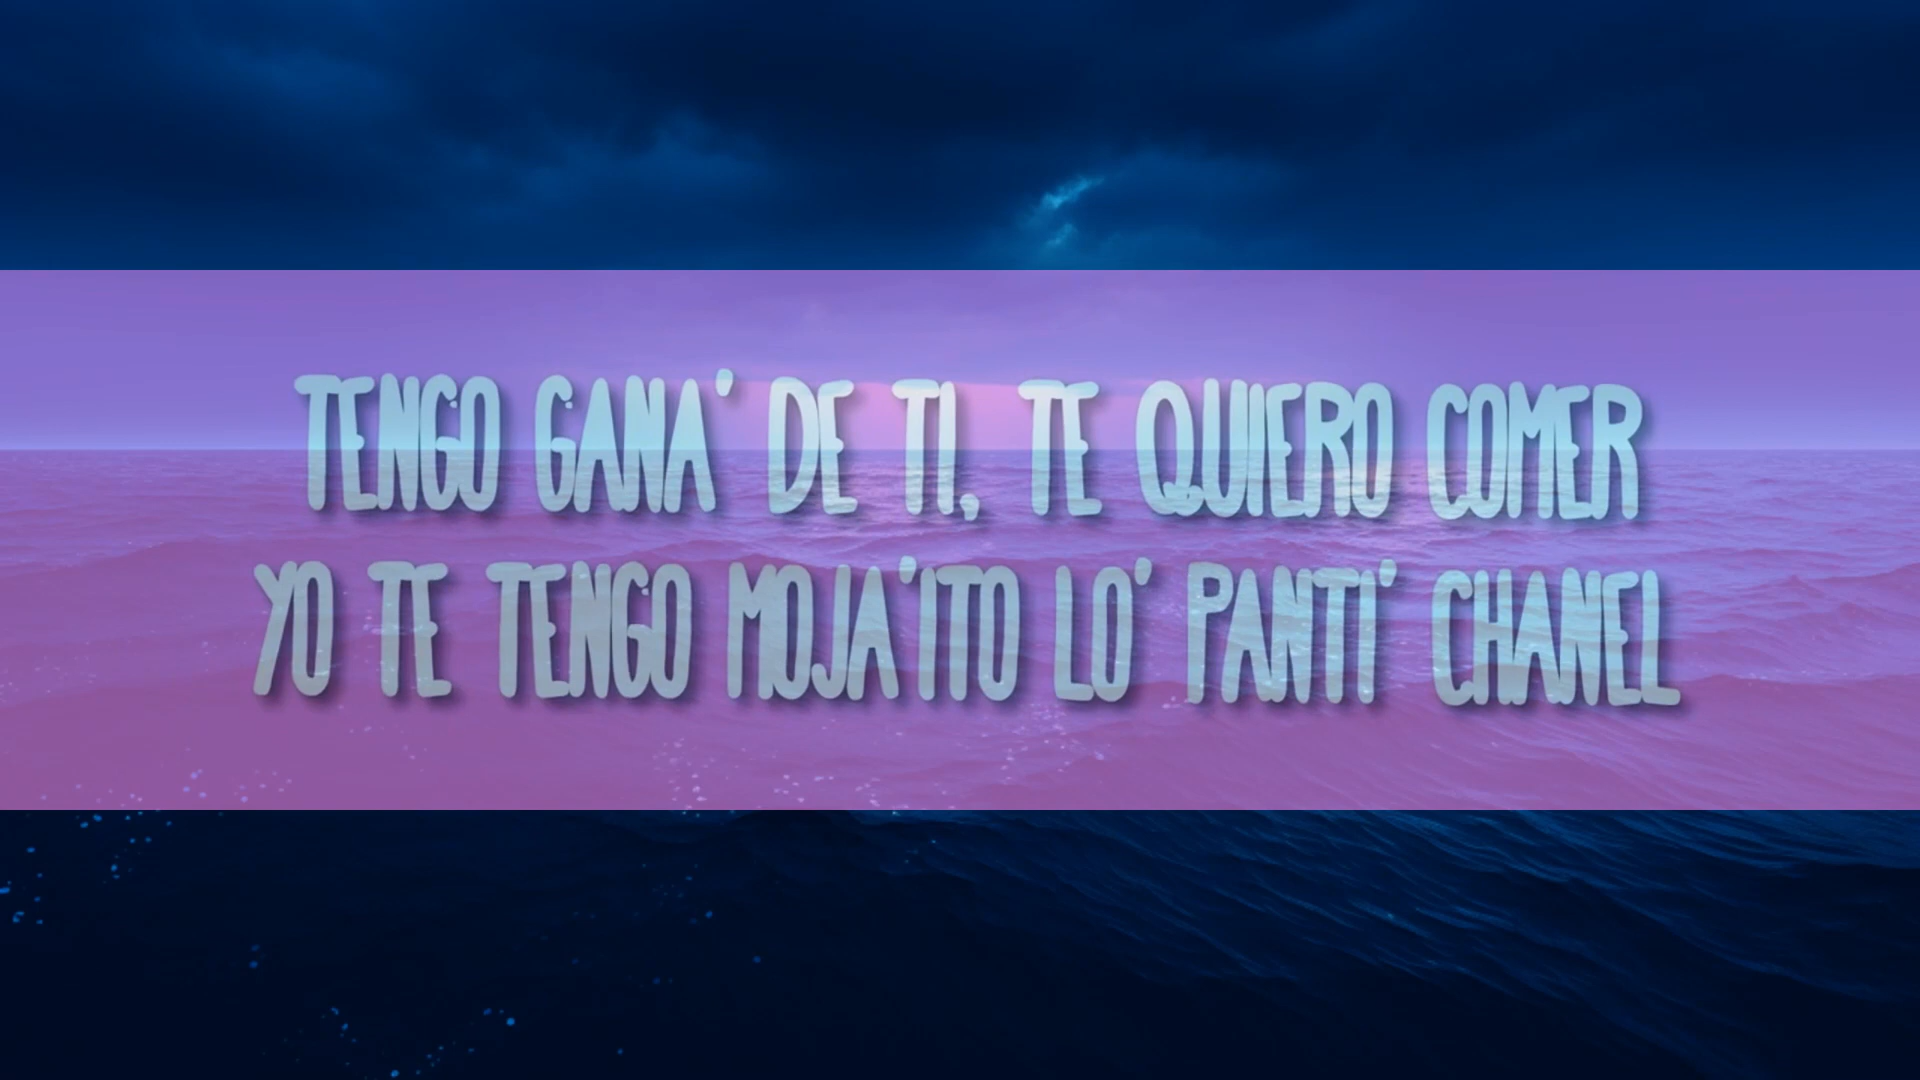 TENGO GANA' DE TI, TE QUIERO COMER
YO TE TENGO MOJA'ITO LO' PANTI' CHANEL